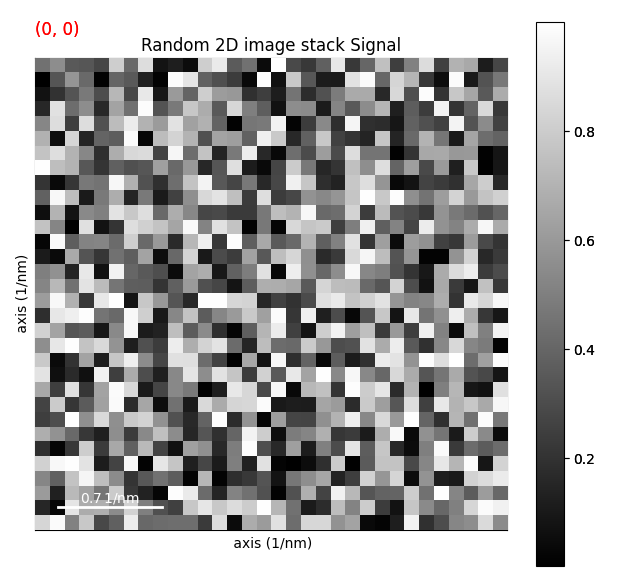 (0, 0)
Random 2D image stack Signal
0.8
0.6
0.4
0.2
axis (1/nm)
0.7 1/nm
axis (1/nm)